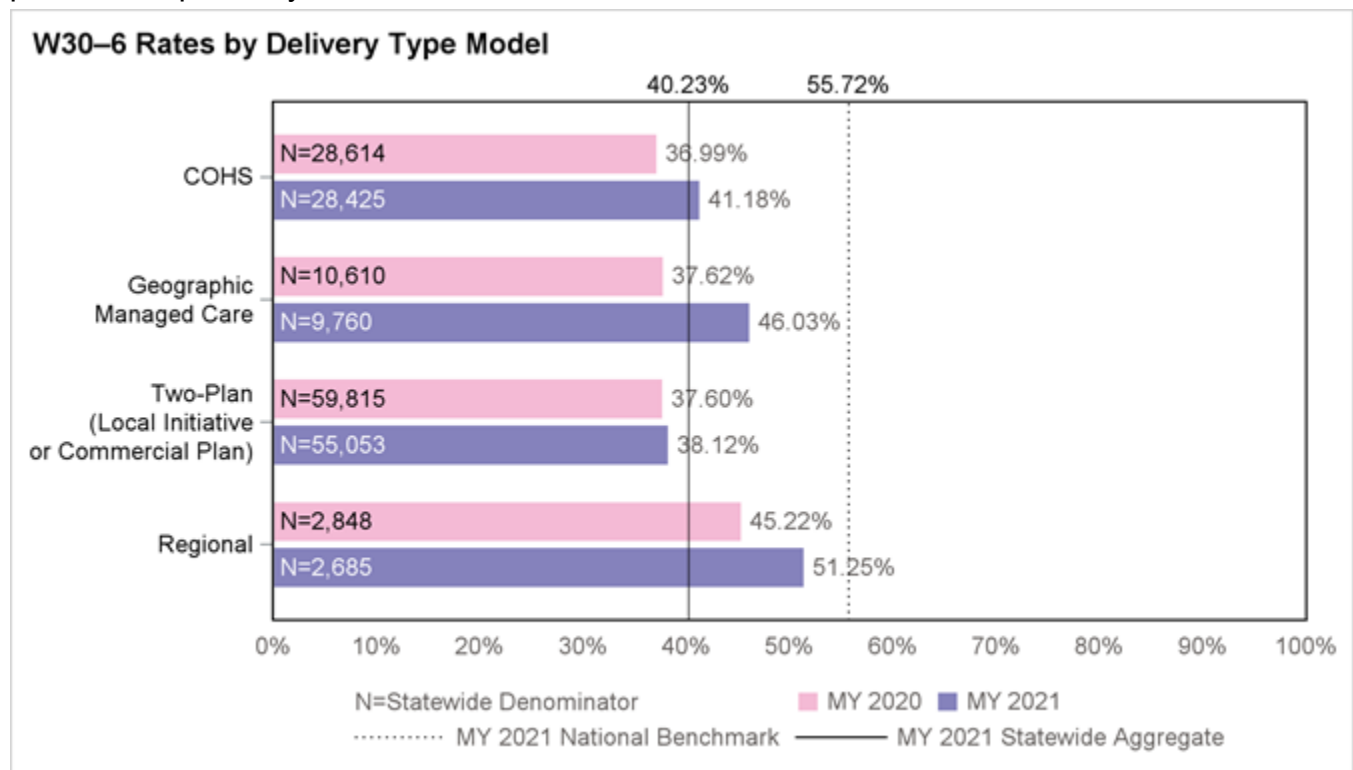 W30–6 Rates by Delivery Type Model
40.23% 55.72%
COHS
N=28,614 36.99%
N=28,425 41.18%
Geographic
Managed Care
N=10,610 37.62%
N=9,760 46.03%
Two-Plan
(Local Initiative
or Commercial Plan)
N=59,815 37.60%
N=55,053 38.12%
Regional
N=2,848 45.22%
N=2,685 51.25%
0% 10% 20% 30% 40% 50% 60% 70% 80% 90% 100%
N=Statewide Denominator MY 2020 MY 2021
MY 2021 National Benchmark MY 2021 Statewide Aggregate